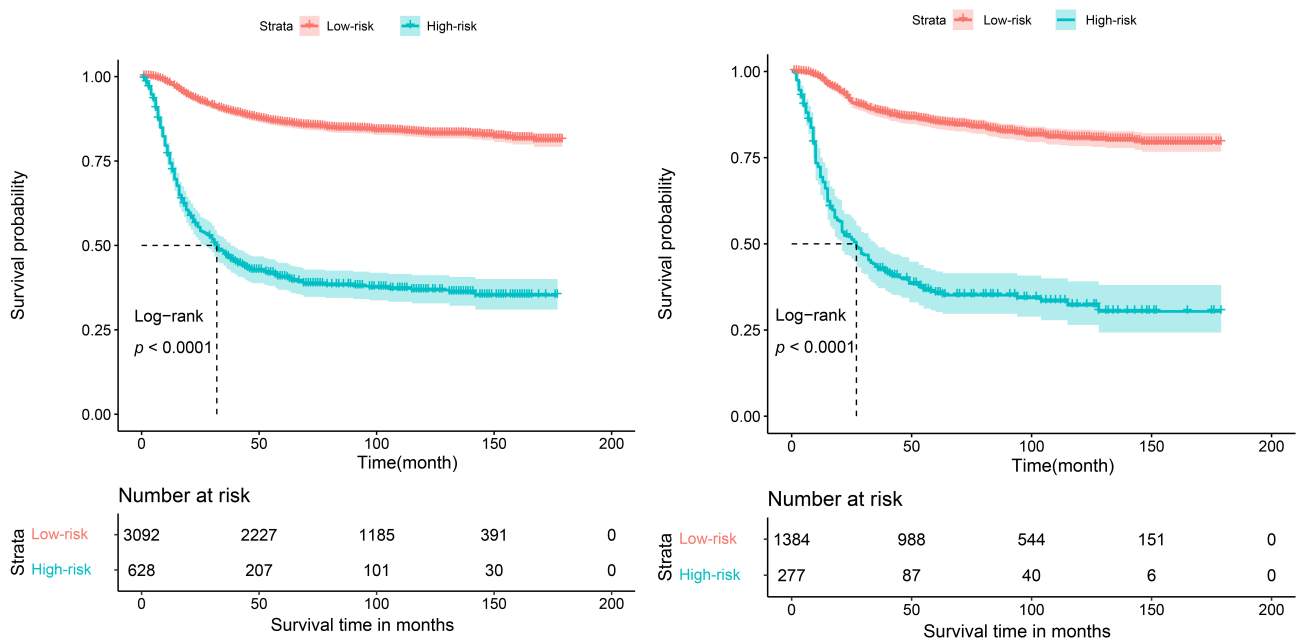 Strata Low-risk High-risk
Survival probability
1.00
0.75
0.50
0.25
0.00
Log−rank
p < 0.0001
0 50 100 150 200
Time(month)
Number at risk
Strata
Low-risk 3092 2227 1185 391 0
High-risk 628 207 101 30 0
0 50 100 150 200
Survival time in months
Strata Low-risk High-risk
Survival probability
1.00
0.75
0.50
0.25
0.00
Log−rank
p < 0.0001
0 50 100 150 200
Time(month)
Number at risk
Strata
Low-risk 1384 988 544 151 0
High-risk 277 87 40 6 0
0 50 100 150 200
Survival time in months